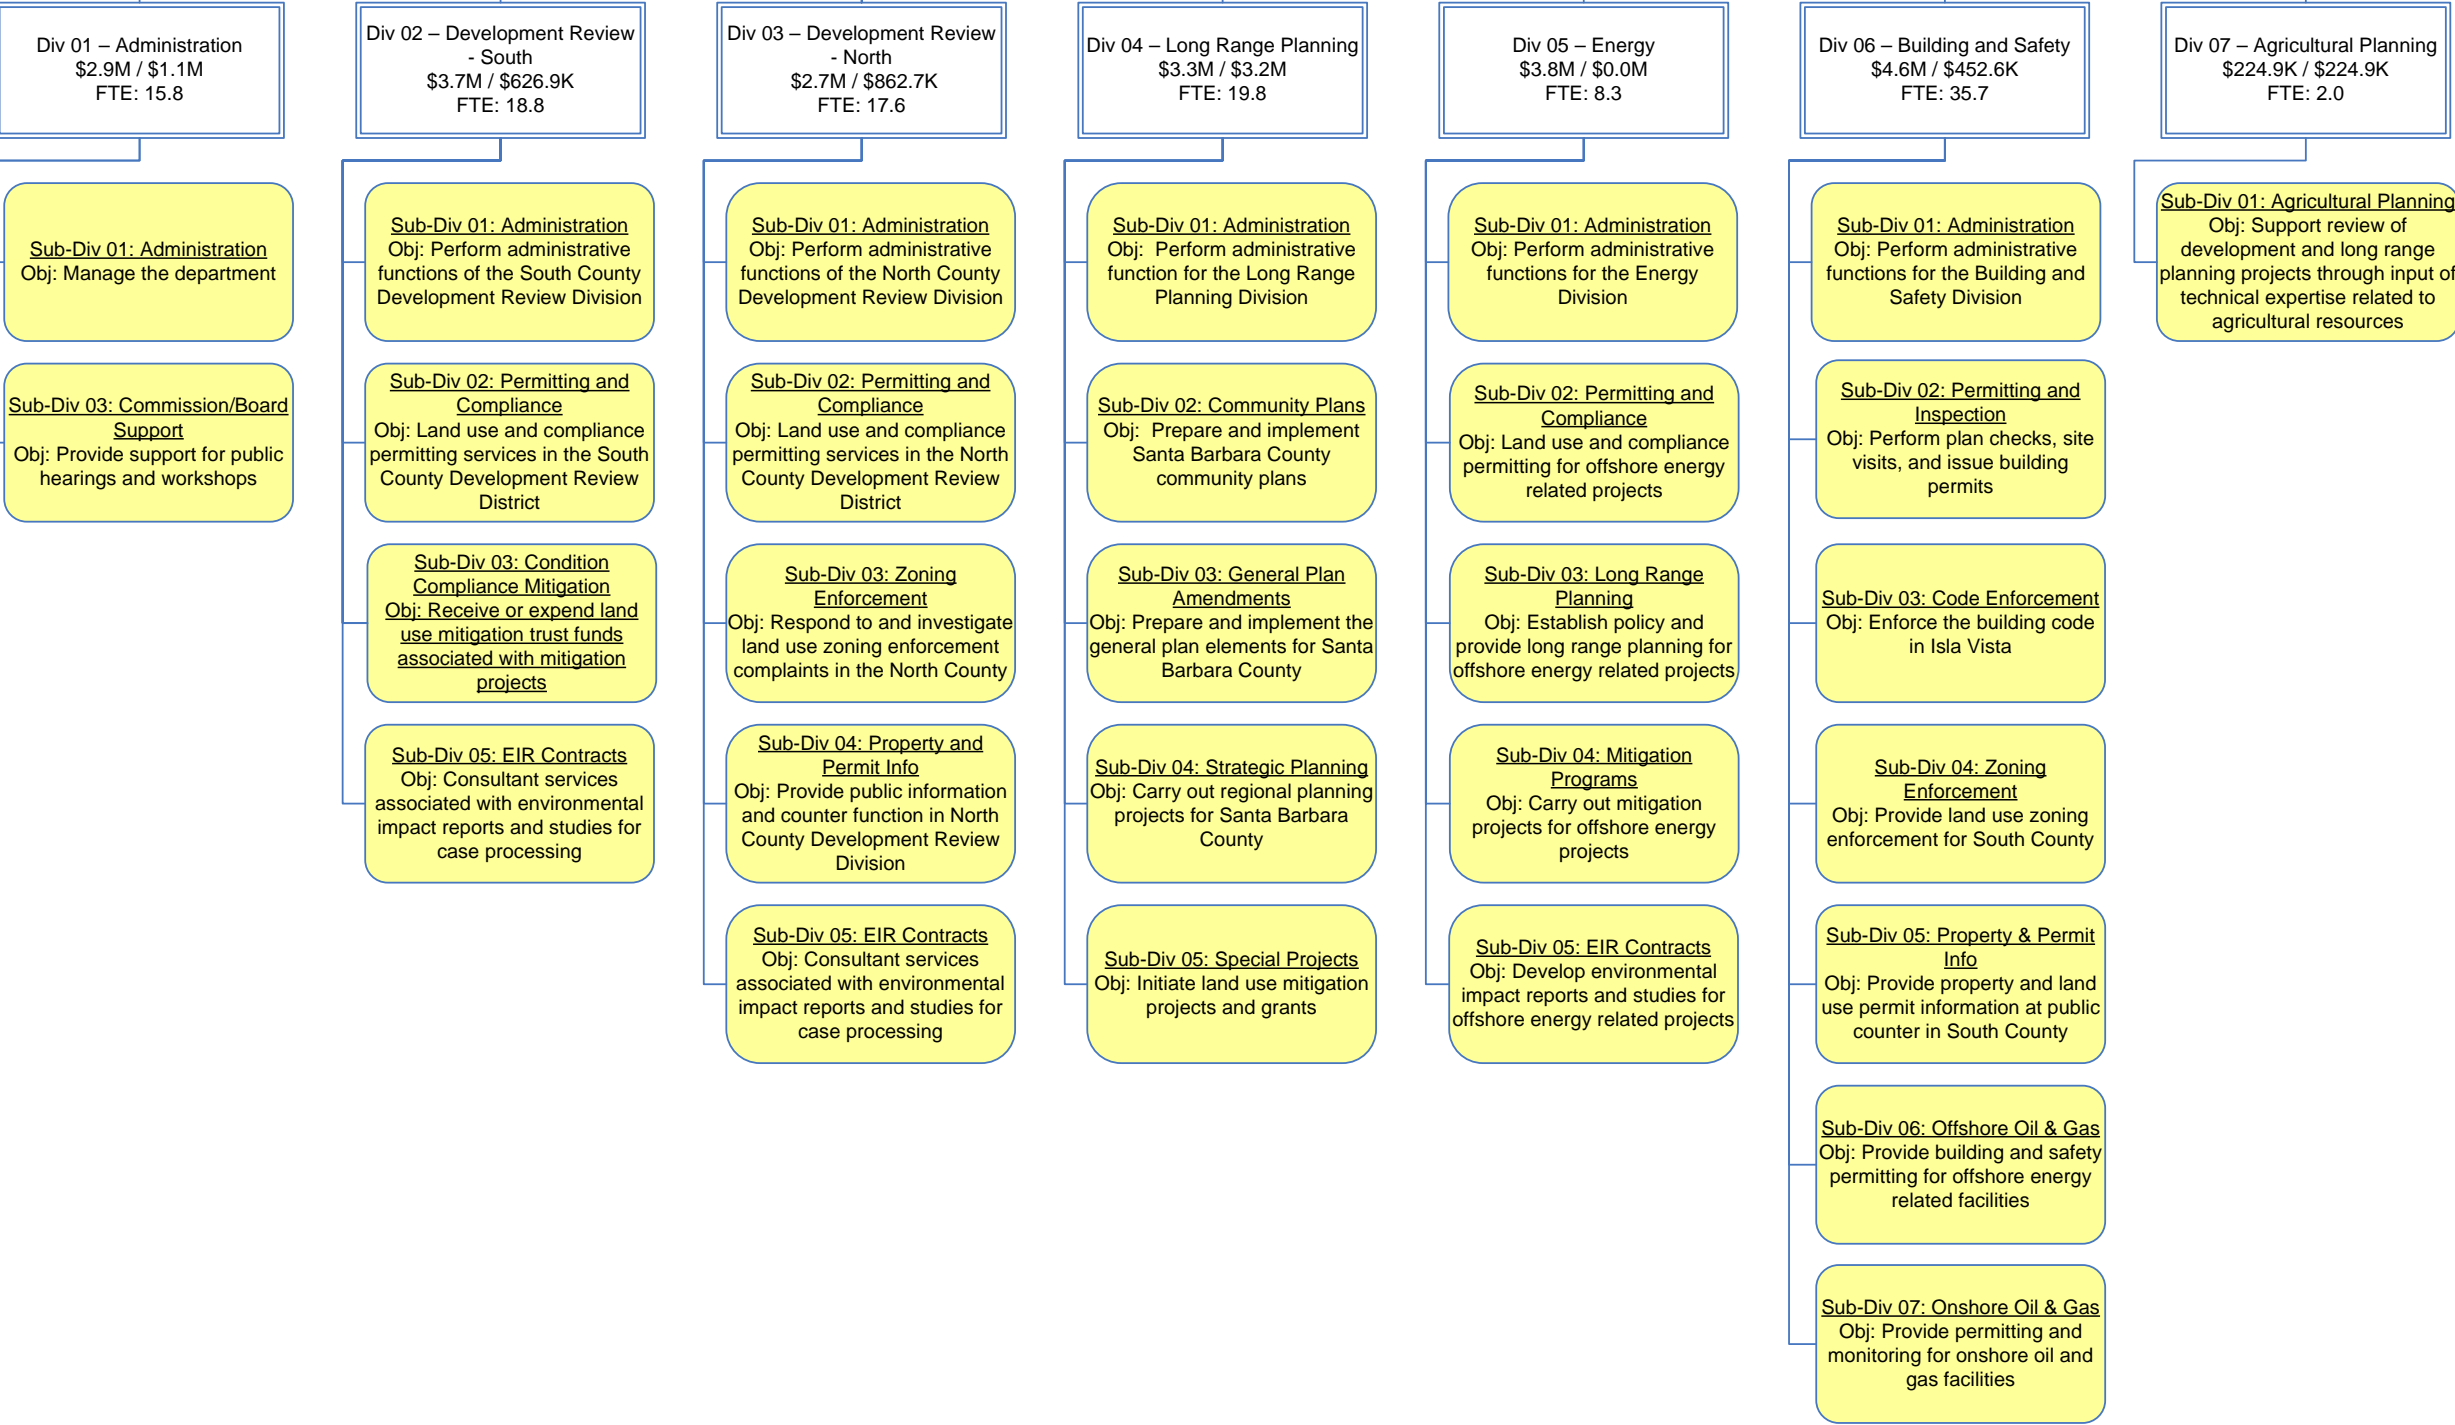 Div 01 – Administration
$2.9M / $1.1M
FTE: 15.8
Div 02 – Development Review
- South
$3.7M / $626.9K
FTE: 18.8
Div 03 – Development Review
- North
$2.7M / $862.7K
FTE: 17.6
Div 04 – Long Range Planning
$3.3M / $3.2M
FTE: 19.8
Div 05 – Energy
$3.8M / $0.0M
FTE: 8.3
Div 06 – Building and Safety
$4.6M / $452.6K
FTE: 35.7
Div 07 – Agricultural Planning
$224.9K / $224.9K
FTE: 2.0
Sub-Div 01: Administration
Obj: Manage the department
Sub-Div 03: Commission/Board
Support
Obj: Provide support for public
hearings and workshops
Sub-Div 01: Administration
Obj: Perform administrative
functions of the South County
Development Review Division
Sub-Div 02: Permitting and
Compliance
Obj: Land use and compliance
permitting services in the South
County Development Review
District
Sub-Div 03: Condition
Compliance Mitigation
Obj: Receive or expend land
use mitigation trust funds
associated with mitigation
projects
Sub-Div 05: EIR Contracts
Obj: Consultant services
associated with environmental
impact reports and studies for
case processing
Sub-Div 01: Administration
Obj: Perform administrative
functions of the North County
Development Review Division
Sub-Div 02: Permitting and
Compliance
Obj: Land use and compliance
permitting services in the North
County Development Review
District
Sub-Div 03: Zoning
Enforcement
Obj: Respond to and investigate
land use zoning enforcement
complaints in the North County
Sub-Div 04: Property and
Permit Info
Obj: Provide public information
and counter function in North
County Development Review
Division
Sub-Div 05: EIR Contracts
Obj: Consultant services
associated with environmental
impact reports and studies for
case processing
Sub-Div 01: Administration
Obj: Perform administrative
function for the Long Range
Planning Division
Sub-Div 02: Community Plans
Obj: Prepare and implement
Santa Barbara County
community plans
Sub-Div 03: General Plan
Amendments
Obj: Prepare and implement the
general plan elements for Santa
Barbara County
Sub-Div 04: Strategic Planning
Obj: Carry out regional planning
projects for Santa Barbara
County
Sub-Div 05: Special Projects
Obj: Initiate land use mitigation
projects and grants
Sub-Div 01: Administration
Obj: Perform administrative
functions for the Energy
Division
Sub-Div 02: Permitting and
Compliance
Obj: Land use and compliance
permitting for offshore energy
related projects
Sub-Div 03: Long Range
Planning
Obj: Establish policy and
provide long range planning for
offshore energy related projects
Sub-Div 04: Mitigation
Programs
Obj: Carry out mitigation
projects for offshore energy
projects
Sub-Div 05: EIR Contracts
Obj: Develop environmental
impact reports and studies for
offshore energy related projects
Sub-Div 01: Administration
Obj: Perform administrative
functions for the Building and
Safety Division
Sub-Div 02: Permitting and
Inspection
Obj: Perform plan checks, site
visits, and issue building
permits
Sub-Div 03: Code Enforcement
Obj: Enforce the building code
in Isla Vista
Sub-Div 04: Zoning
Enforcement
Obj: Provide land use zoning
enforcement for South County
Sub-Div 05: Property & Permit
Info
Obj: Provide property and land
use permit information at public
counter in South County
Sub-Div 06: Offshore Oil & Gas
Obj: Provide building and safety
permitting for offshore energy
related facilities
Sub-Div 07: Onshore Oil & Gas
Obj: Provide permitting and
monitoring for onshore oil and
gas facilities
Sub-Div 01: Agricultural Planning
Obj: Support review of
development and long range
planning projects through input of
technical expertise related to
agricultural resources